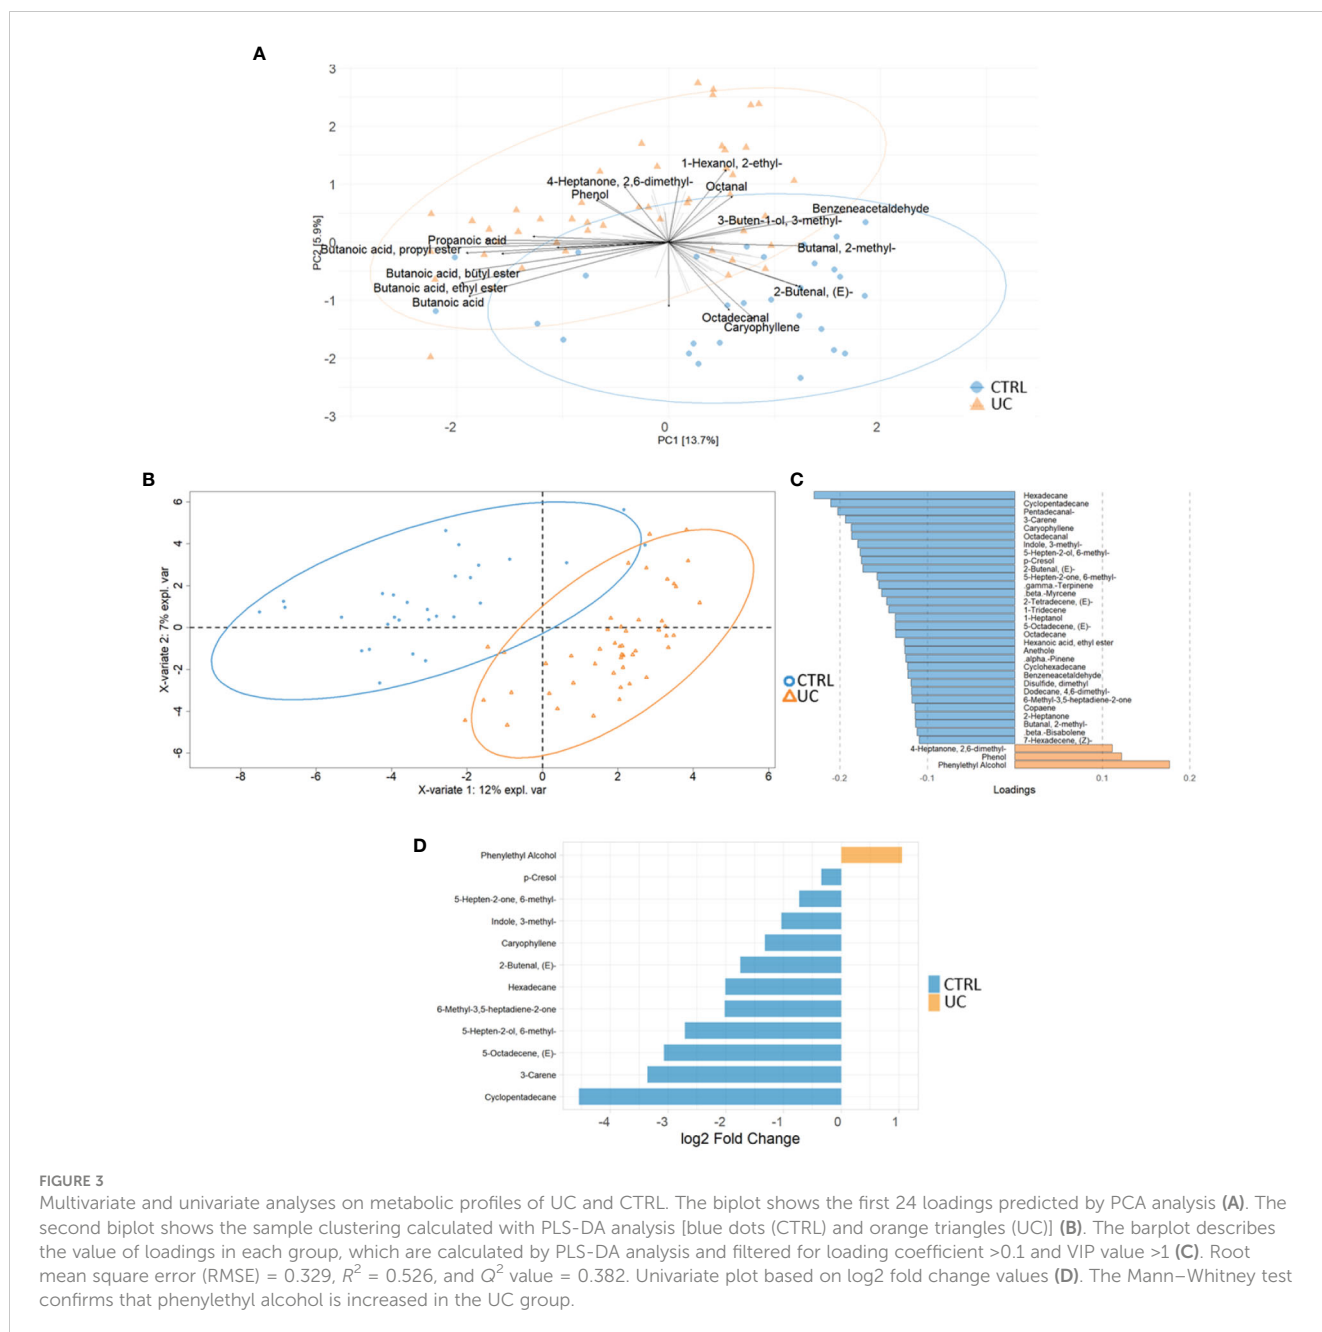 A
3
2
1
0
-1
-2
-3
PC2 [5.9%]
1-Hexanol, 2-ethyl-
4-Heptanone, 2,6-dimethyl-
Octanal
Phenol
Benzeneacetaldehyde
3-Buten-1-ol, 3-methyl-
Propanoic acid
Butanal, 2-methyl-
Butanoic acid, propyl ester
Butanoic acid, butyl ester
Butanoic acid, ethyl ester
2-Butenal, (E)-
Butanoic acid
Octadecanal
Caryophyllene
CTRL
UC
-2
0
2
PC1 [13.7%]
B
6
4
2
0
-2
-4
-6
X-variate 2: 7% expl. var
-8
-6
-4
-2
0
2
4
6
X-variate 1: 12% expl. var
CTRL
UC
C
Hexadecane
Cyclopentadecane
Pentadecanal-
3-Carene
Caryophyllene
Octadecanal
Indole, 3-methyl-
5-Hepten-2-ol, 6-methyl-
p-Cresol
2-Butenal, (E)-
5-Hepten-2-one, 6-methyl-
.gamma.-Terpinene
.beta.-Myrcene
2-Tetradecene, (E)-
1-Tridecene
1-Heptanol
5-Octadecene, (E)-
Octadecane
Hexanoic acid, ethyl ester
Anethole
.alpha.-Pinene
Cyclohexadecane
Benzeneacetaldehyde
Disulfide, dimethyl
Dodecane, 4,6-dimethyl-
6-Methyl-3,5-heptadiene-2-one
Copaene
2-Heptanone
Butanal, 2-methyl-
.beta.-Bisabolene
7-Hexadecene, (Z)-
4-Heptanone, 2,6-dimethyl-
Phenol
Phenylethyl Alcohol
-0.2
-0.1
0.1
0.2
Loadings
D
Phenylethyl Alcohol
p-Cresol
5-Hepten-2-one, 6-methyl-
Indole, 3-methyl-
Caryophyllene
2-Butenal, (E)-
Hexadecane
6-Methyl-3,5-heptadiene-2-one
5-Hepten-2-ol, 6-methyl-
5-Octadecene, (E)-
3-Carene
Cyclopentadecane
-4
-3
-2
-1
0
1
log2 Fold Change
CTRL
UC
FIGURE 3
Multivariate and univariate analyses on metabolic profiles of UC and CTRL. The biplot shows the first 24 loadings predicted by PCA analysis (A). The
second biplot shows the sample clustering calculated with PLS-DA analysis [blue dots (CTRL) and orange triangles (UC)] (B). The barplot describes
the value of loadings in each group, which are calculated by PLS-DA analysis and filtered for loading coefficient >0.1 and VIP value >1 (C). Root
mean square error (RMSE) = 0.329, R² = 0.526, and Q² value = 0.382. Univariate plot based on log2 fold change values (D). The Mann–Whitney test
confirms that phenylethyl alcohol is increased in the UC group.